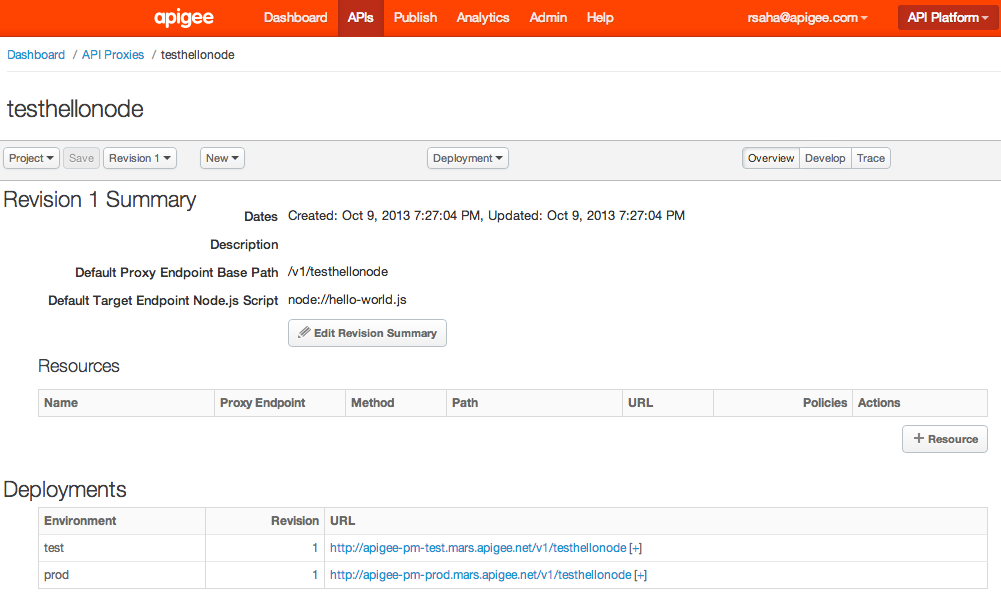 apigee Dashboard APIs Publish Analytics Admin Help rsaha@apigee.com API Platform
Dashboard / API Proxies / testhellonode
testhellonode
Project Save Revision 1 New Deployment Overview Develop Trace
Revision 1 Summary
Dates Created: Oct 9, 2013 7:27:04 PM, Updated: Oct 9, 2013 7:27:04 PM
Description
Default Proxy Endpoint Base Path /v1/testhellonode
Default Target Endpoint Node.js Script node://hello-world.js
Edit Revision Summary
Resources
Name Proxy Endpoint Method Path URL Policies Actions
+ Resource
Deployments
Environment Revision URL
test 1 http://apigee-pm-test.mars.apigee.net/v1/testhellonode [+]
prod 1 http://apigee-pm-prod.mars.apigee.net/v1/testhellonode [+]